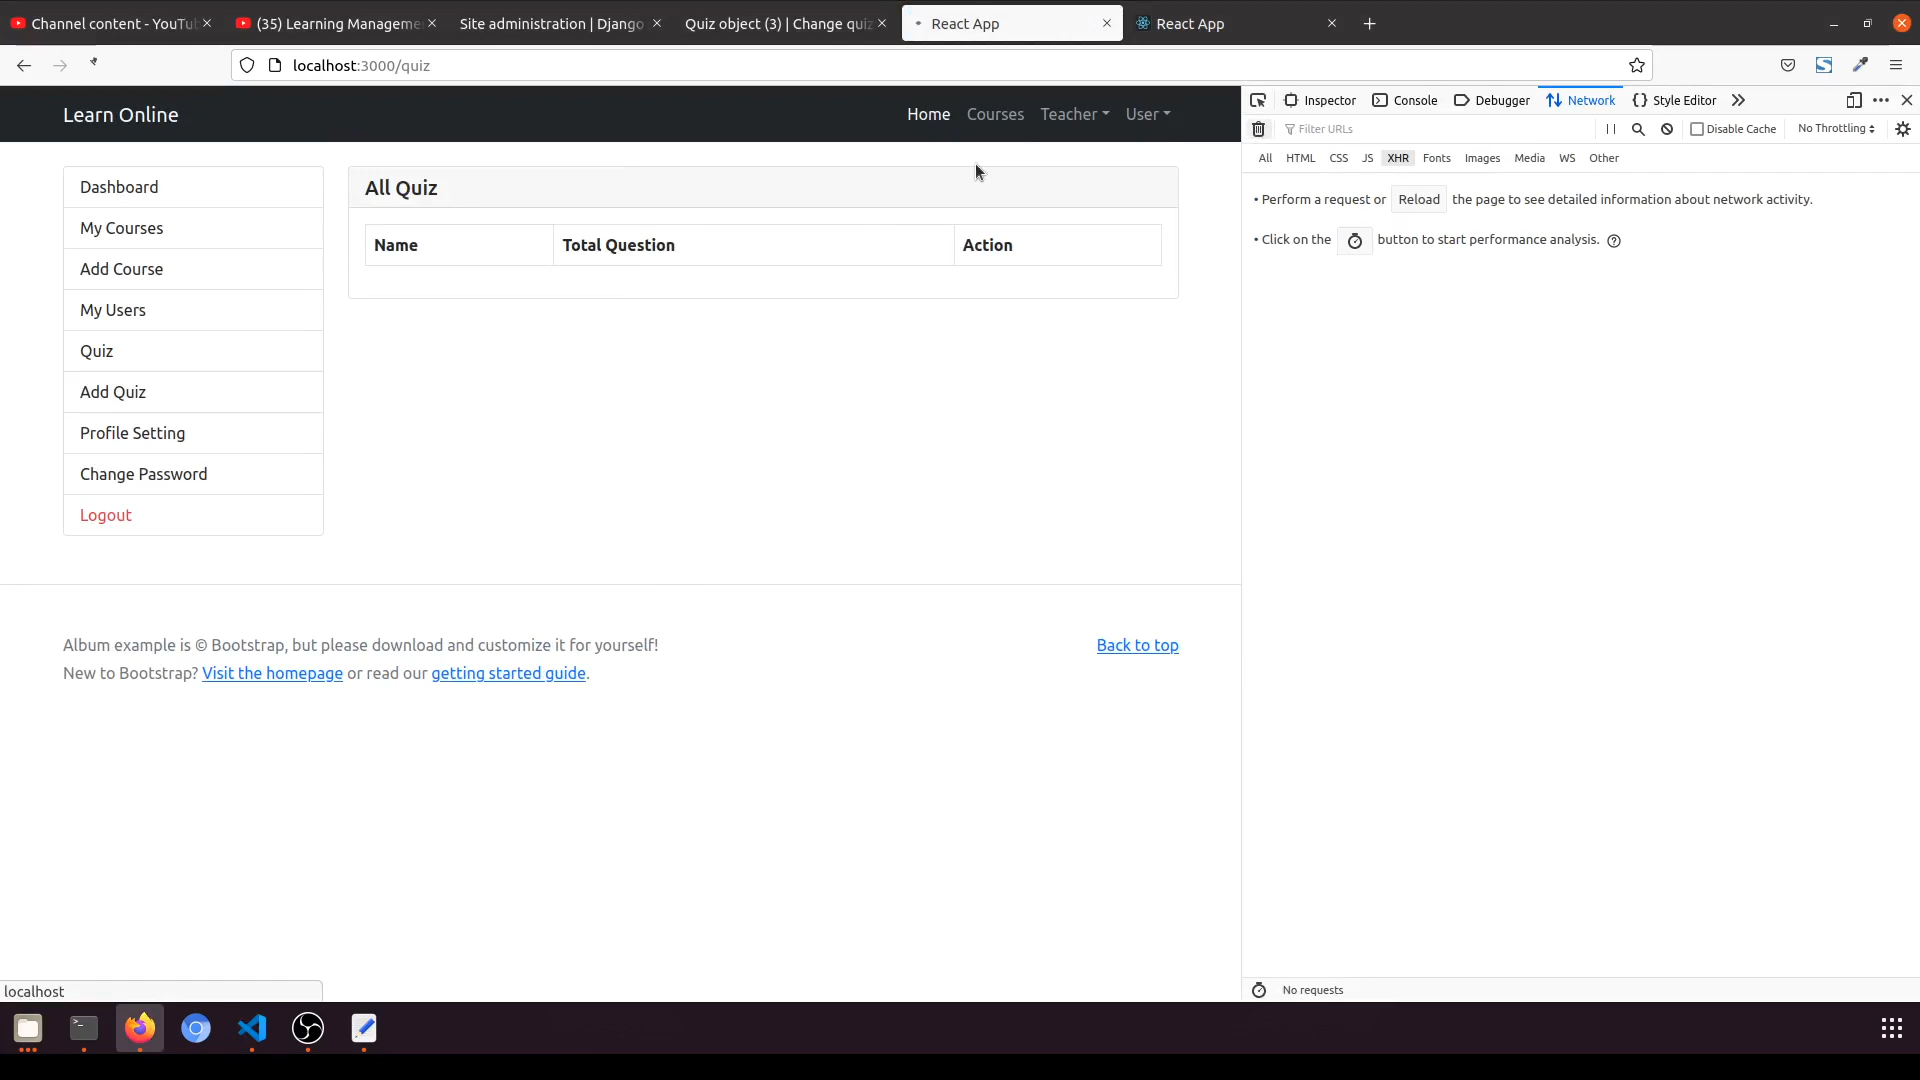 Channel content - YouTu
(35) Learning Manageme
Site administration | Django
Quiz object (3) | Change quiz
React App
React App
localhost:3000/quiz
Learn Online
Home
Courses
Teacher
User
Dashboard
My Courses
Add Course
My Users
Quiz
Add Quiz
Profile Setting
Change Password
Logout
All Quiz
Name
Total Question
Action
Album example is © Bootstrap, but please download and customize it for yourself!
Back to top
New to Bootstrap? Visit the homepage or read our getting started guide.
localhost
Inspector
Console
Debugger
Network
Style Editor
Filter URLs
Disable Cache
No Throttling
All
HTML
CSS
JS
XHR
Fonts
Images
Media
WS
Other
• Perform a request or Reload the page to see detailed information about network activity.
• Click on the button to start performance analysis.
No requests